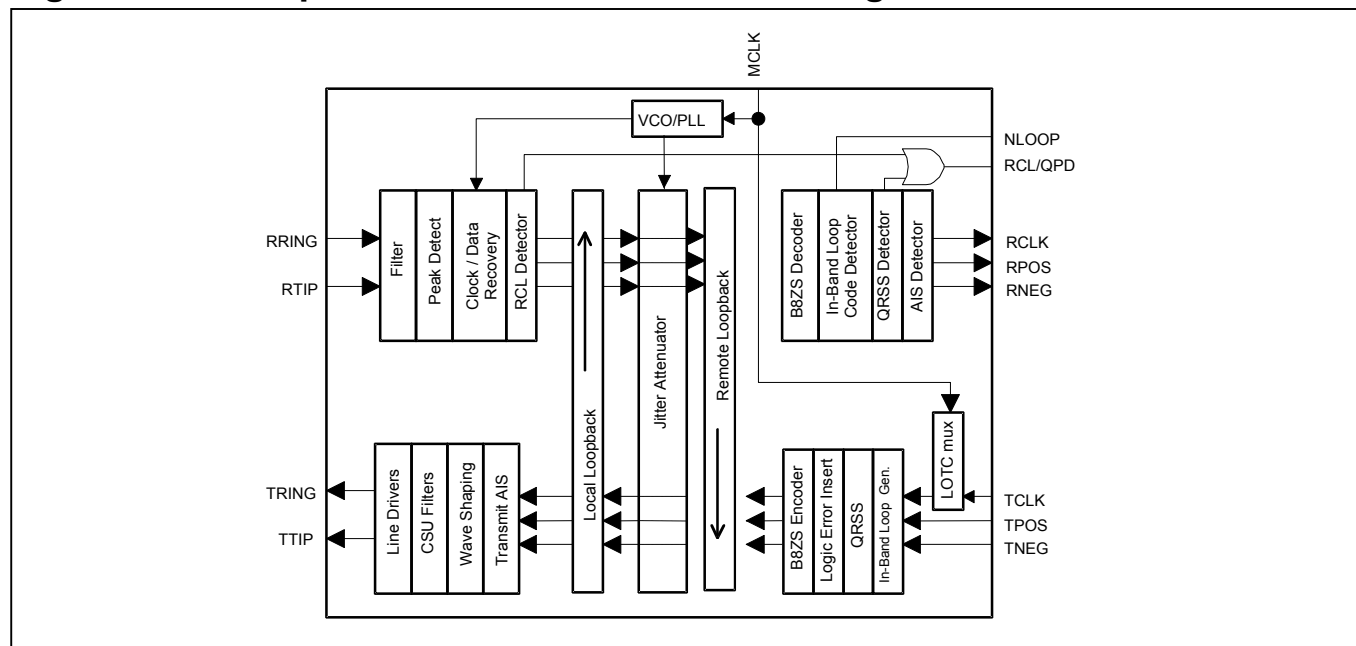 MCLK
VCO/PLL
NLOOP
RCL/QPD
RRING
RTIP
Filter
Peak Detect
Clock / Data
Recovery
RCL Detector
Local Loopback
Jitter Attenuator
Remote Loopback
B8ZS Decoder
In-Band Loop
Code Detector
QRSS Detector
AIS Detector
RCLK
RPOS
RNEG
TRING
TTIP
Line Drivers
CSU Filters
Wave Shaping
Transmit AIS
B8ZS Encoder
Logic Error Insert
QRSS
In-Band Loop Gen.
LOTC mux
TCLK
TPOS
TNEG